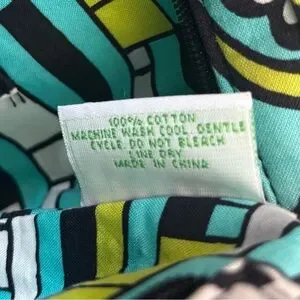 100% COTTON
MACHINE WASH COOL. GENTLE
CYCLE. DO NOT BLEACH
LINE DRY.
MADE IN CHINA